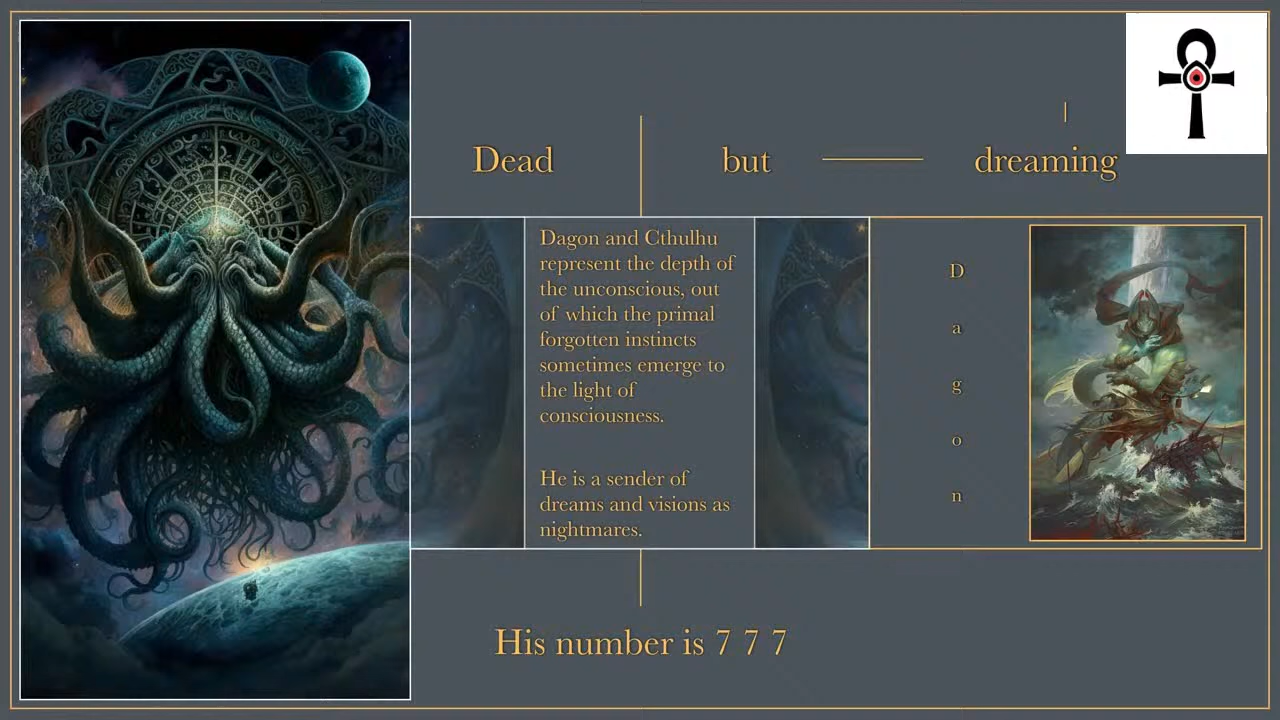 Dead but dreaming
Dagon and Cthulhu
represent the depth of
the unconscious, out
of which the primal
forgotten instincts
sometimes emerge to
the light of
consciousness.
He is a sender of
dreams and visions as
nightmares.
D
a
g
o
n
His number is 7 7 7